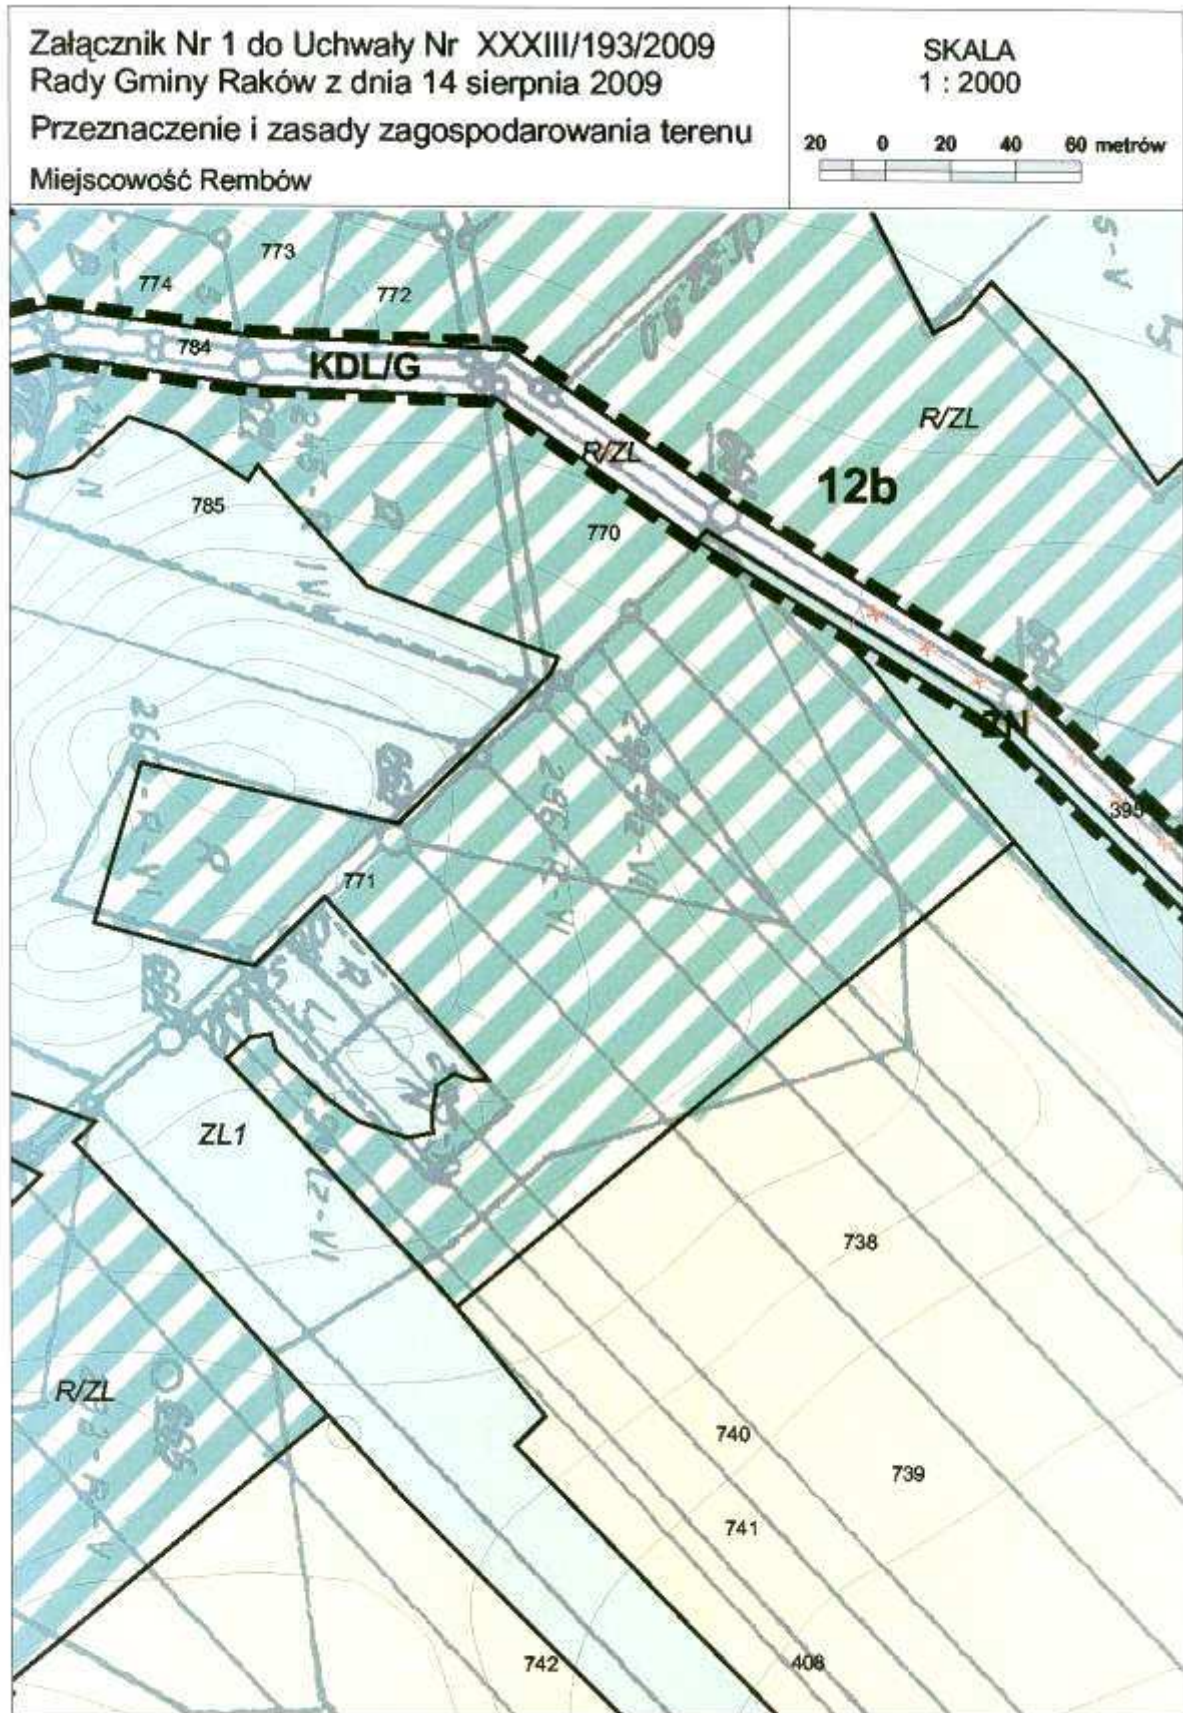 Załącznik Nr 1 do Uchwały Nr XXXIII/193/2009
Rady Gminy Raków z dnia 14 sierpnia 2009
Przeznaczenie i zasady zagospodarowania terenu
Miejscowość Rembów
SKALA
1 : 2000
20 0 20 40 60 metrów
773
774
772
784
KDL/G
R/ZL
R/ZL
12b
785
770
ZN
395
771
ZL1
738
R/ZL
740
739
741
742
408